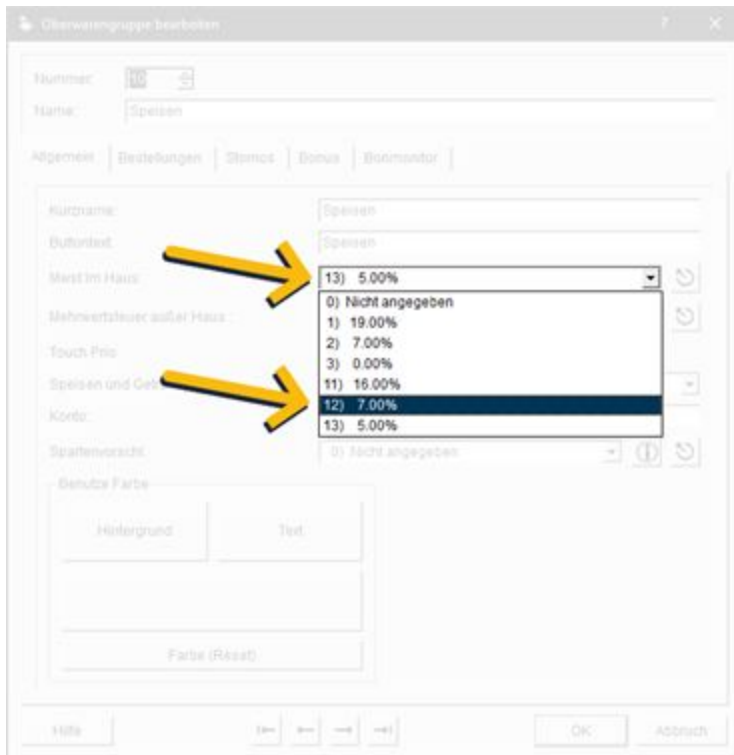 Oberwarengruppe bearbeiten ? ×
Nummer: 10
Name: Speisen
Allgemein Bestellungen Stornos Bonus Bonmonitor
Kurzname: Speisen
Buttontext: Speisen
Mwst Im Haus: 13) 5.00%
0) Nicht angegeben
Mehrwertsteuer außer Haus :
1) 19.00%
2) 7.00%
Touch
3) 0.00%
Speisen und
11) 16.00%
12) 7.00%
Konto:
13) 5.00%
0) Nicht angegeben
Benutze Farbe
Hintergrund Text
Farbe (Reset)
Hilfe OK Abbruch